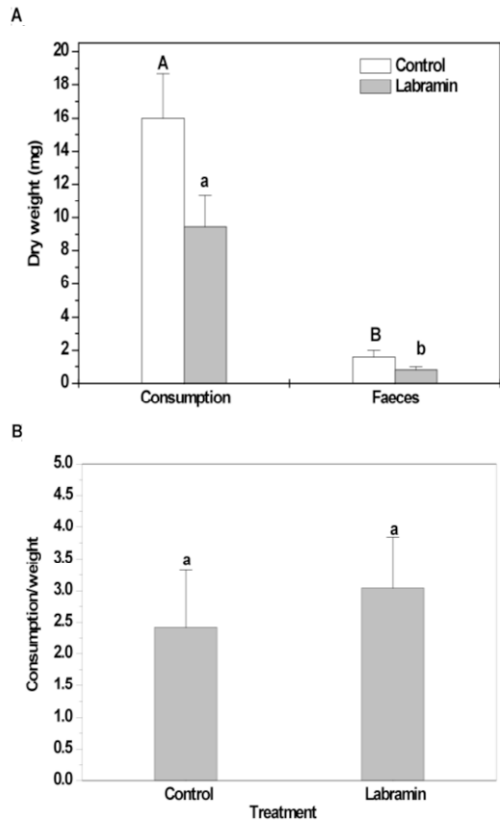 A
Dry weight (mg)
20
18
16
14
12
10
8
6
4
2
0
Control
Labramin
A
a
B
b
Consumption
Faeces
B
Consumption/weight
5.0
4.5
4.0
3.5
3.0
2.5
2.0
1.5
1.0
0.5
0.0
a
a
Control
Labramin
Treatment